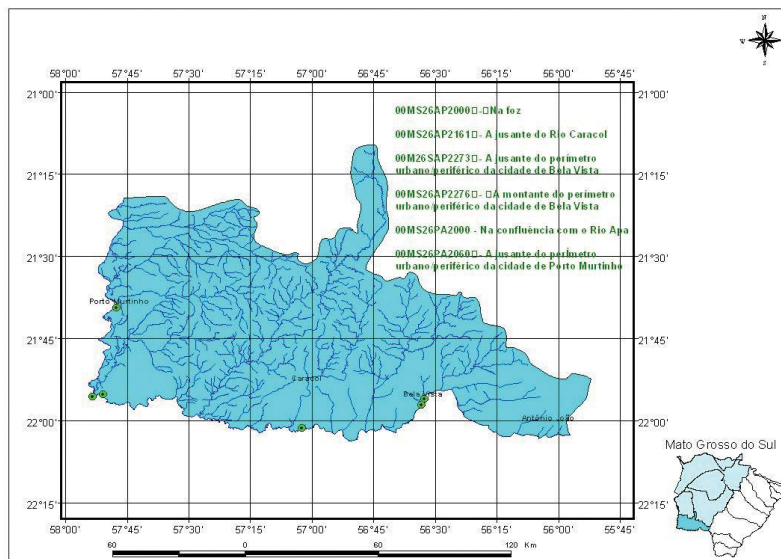 N
W
S
58°00' 57°45' 57°30' 57°15' 57°00' 56°45' 56°30' 56°15' 56°00' 55°45'
21°00' 21°00'
00MS26AP2000□-□Na foz
00MS26AP2161□- A jusante do Rio Caracol
21°15' 21°15'
00M26SAP2273□- A jusante do perímetro
urbano/periférico da cidade de Bela Vista
00MS26AP2276□-□A montante do perímetro
urbano/periférico da cidade de Bela Vista
00MS26PA2000 - Na confluência com o Rio Apa
21°30' 21°30'
00MS26PA2060□- A jusante do perímetro
urbano/periférico da cidade de Porto Murtinho
Porto Murtinho
21°45' 21°45'
Caracol
Bela Vista
22°00' 22°00'
Antônio João
Mato Grosso do Sul
22°15' 22°15'
58°00' 57°45' 57°30' 57°15' 57°00' 56°45' 56°30' 56°15' 56°00' 55°45'
60 0 60 120 Km